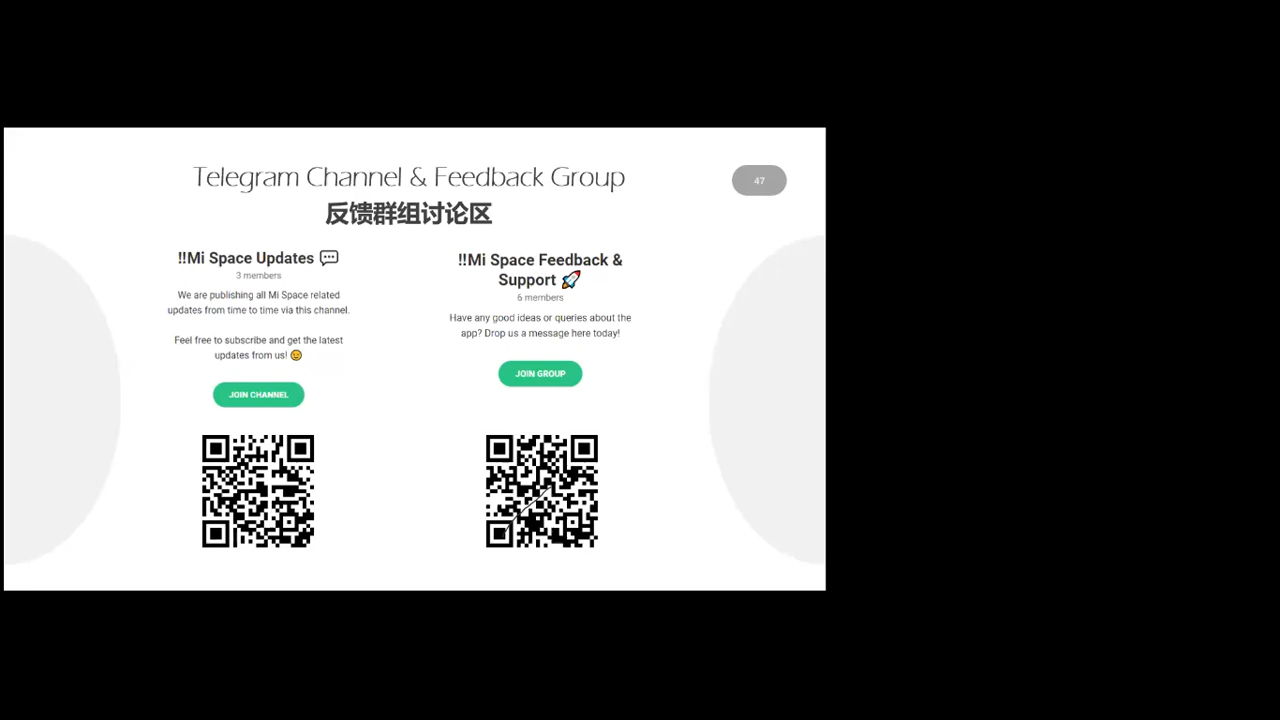 Telegram Channel & Feedback Group
47
反馈群组讨论区
‼Mi Space Updates 💬
3 members
We are publishing all Mi Space related
updates from time to time via this channel.
Feel free to subscribe and get the latest
updates from us! 😉
JOIN CHANNEL
‼Mi Space Feedback &
Support 🚀
6 members
Have any good ideas or queries about the
app? Drop us a message here today!
JOIN GROUP